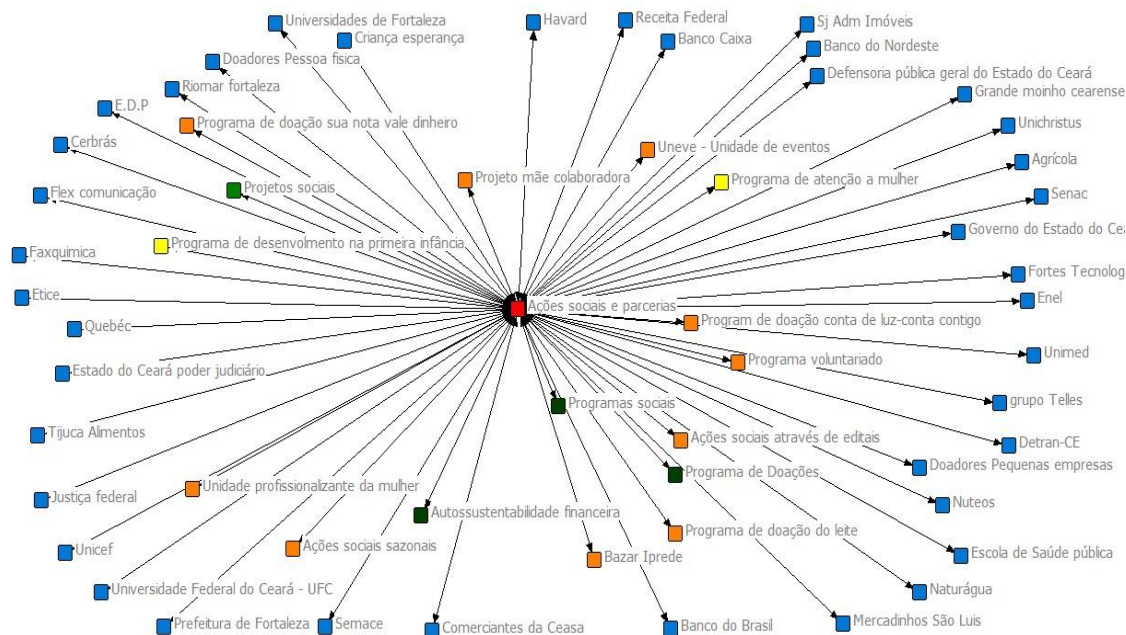 Universidades de Fortaleza
Havard
Receita Federal
Sj Adm Imóveis
Criança esperança
Banco Caixa
Banco do Nordeste
Doadores Pessoa fisica
Defensoria pública geral do Estado do Ceará
Riomar fortaleza
Grande moinho cearense
E.D.P
Programa de doação sua nota vale dinheiro
Unichristus
Cerbrás
Uneve - Unidade de eventos
Agrícola
Projetos sociais
Projeto mãe colaboradora
Programa de atenção a mulher
Flex comunicação
Senac
Governo do Estado do Cea
Programa de desenvolmento na primeira infância
Faxquimica
Fortes Tecnolog
Etice
Enel
Ações sociais e parcerias
Program de doação conta de luz-conta contigo
Quebéc
Unimed
Programa voluntariado
Estado do Ceará poder judiciário
grupo Telles
Programas sociais
Tijuca Alimentos
Ações sociais através de editais
Detran-CE
Doadores Pequenas empresas
Programa de Doações
Unidade profissionalizante da mulher
Justiça federal
Nuteos
Autossustentabilidade financeira
Programa de doação do leite
Unicef
Ações sociais sazonais
Bazar Iprede
Escola de Saúde pública
Universidade Federal do Ceará - UFC
Naturágua
Prefeitura de Fortaleza
Semace
Comerciantes da Ceasa
Banco do Brasil
Mercadinhos São Luis